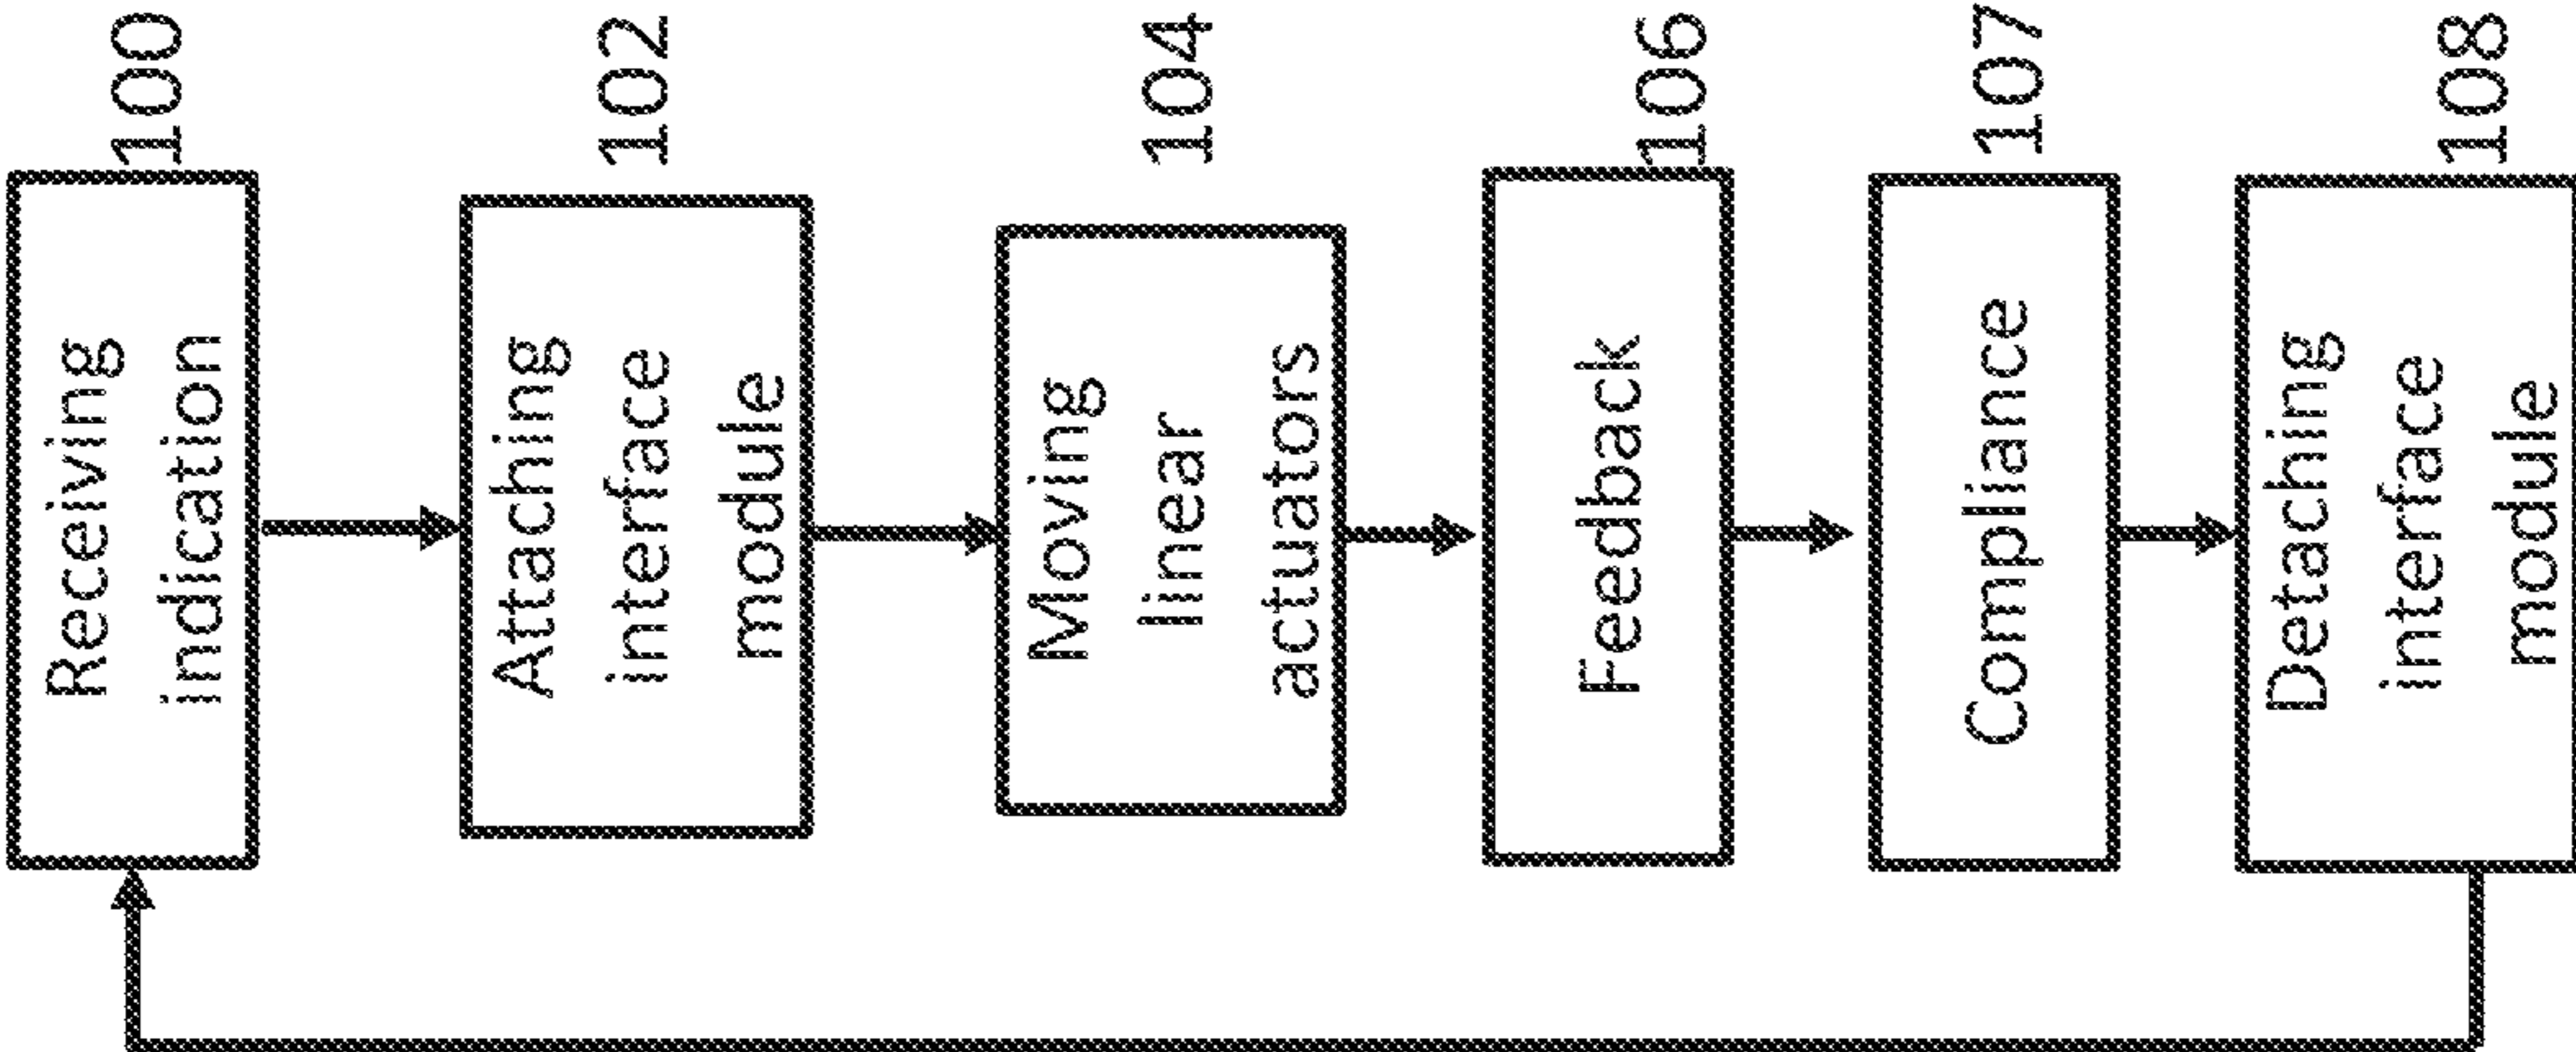 Receiving
indication
100
Attaching
interface
module
102
Moving
linear
actuators
104
Feedback
106
Compliance
107
Detaching
interface
module
108